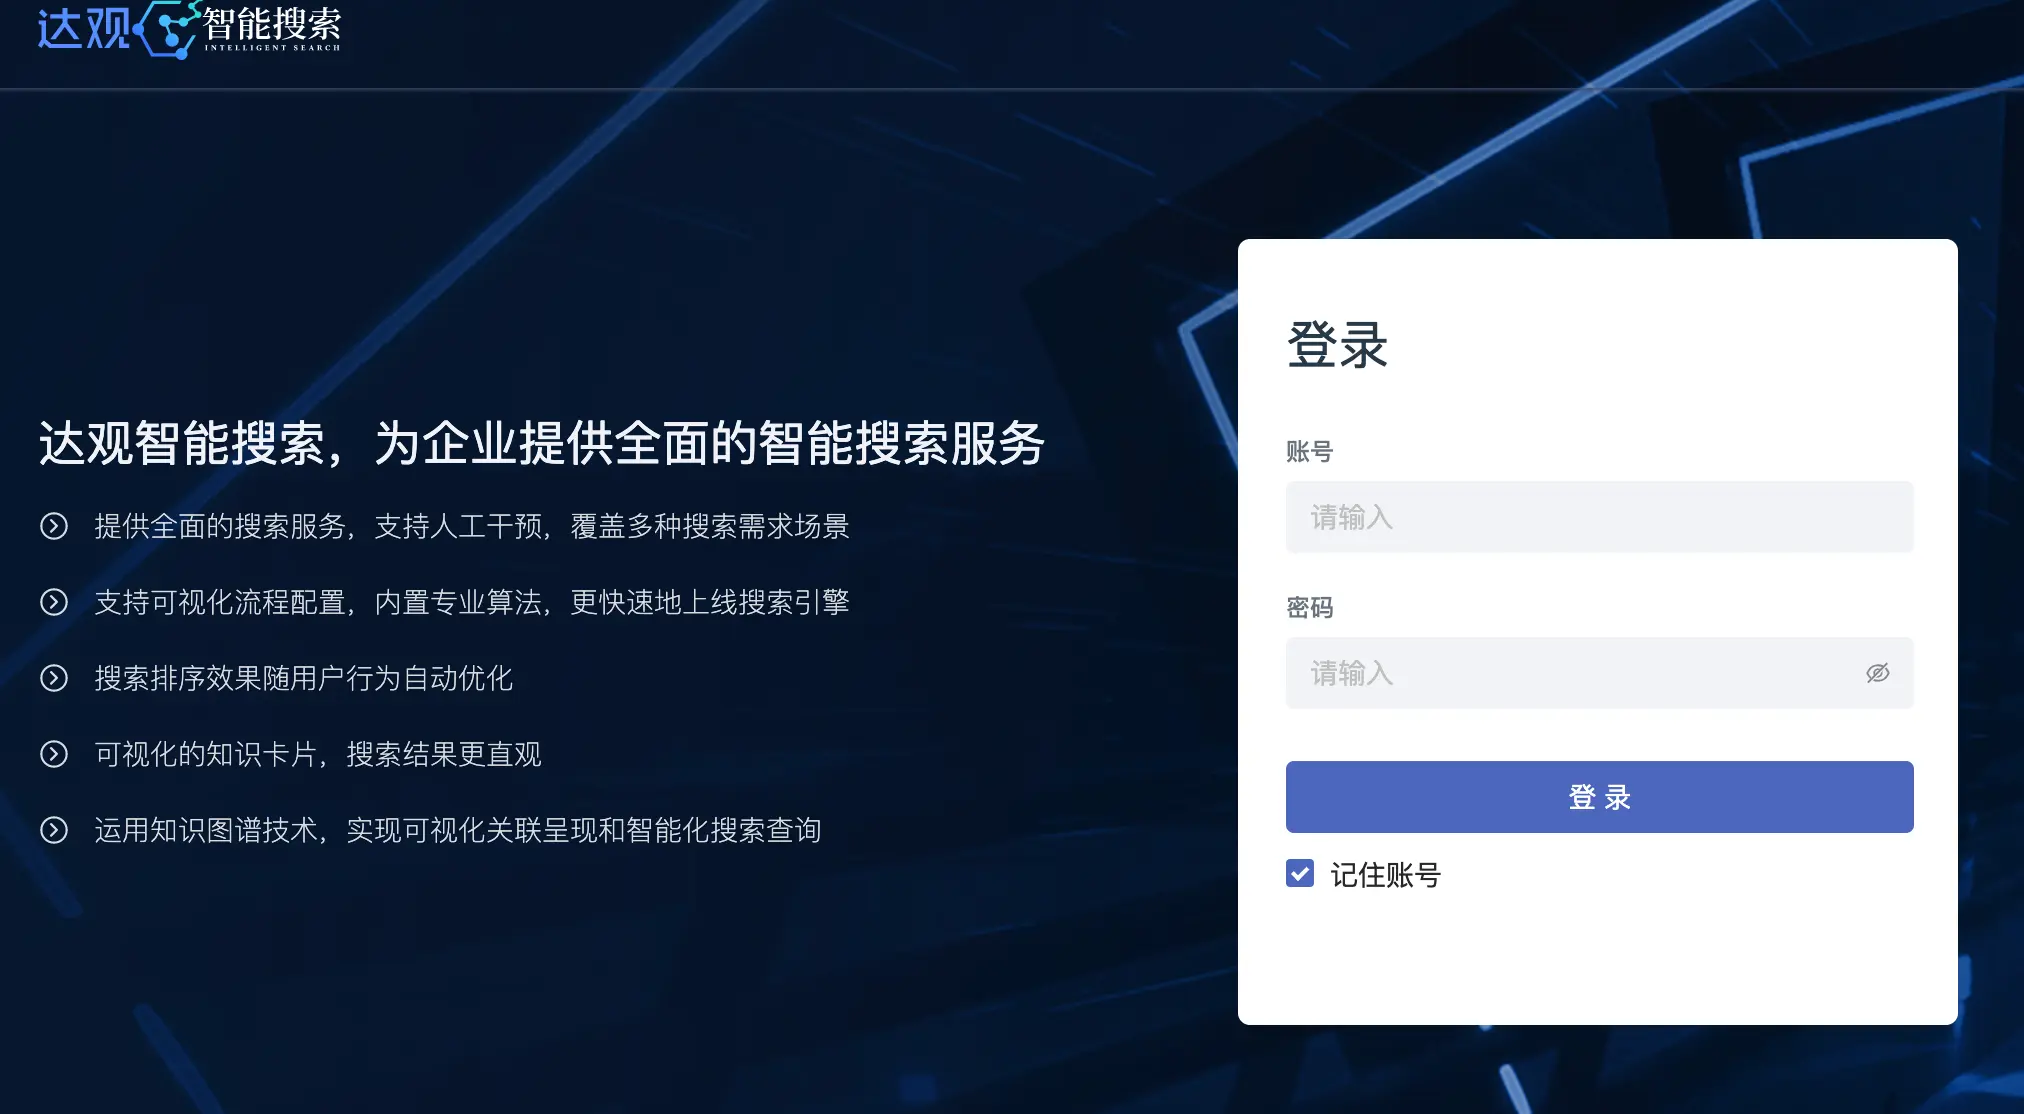 达观 智能搜索
INTELLIGENT SEARCH
达观智能搜索，为企业提供全面的智能搜索服务
提供全面的搜索服务，支持人工干预，覆盖多种搜索需求场景
支持可视化流程配置，内置专业算法，更快速地上线搜索引擎
搜索排序效果随用户行为自动优化
可视化的知识卡片，搜索结果更直观
运用知识图谱技术，实现可视化关联呈现和智能化搜索查询
登录
账号
请输入
密码
请输入
登 录
记住账号